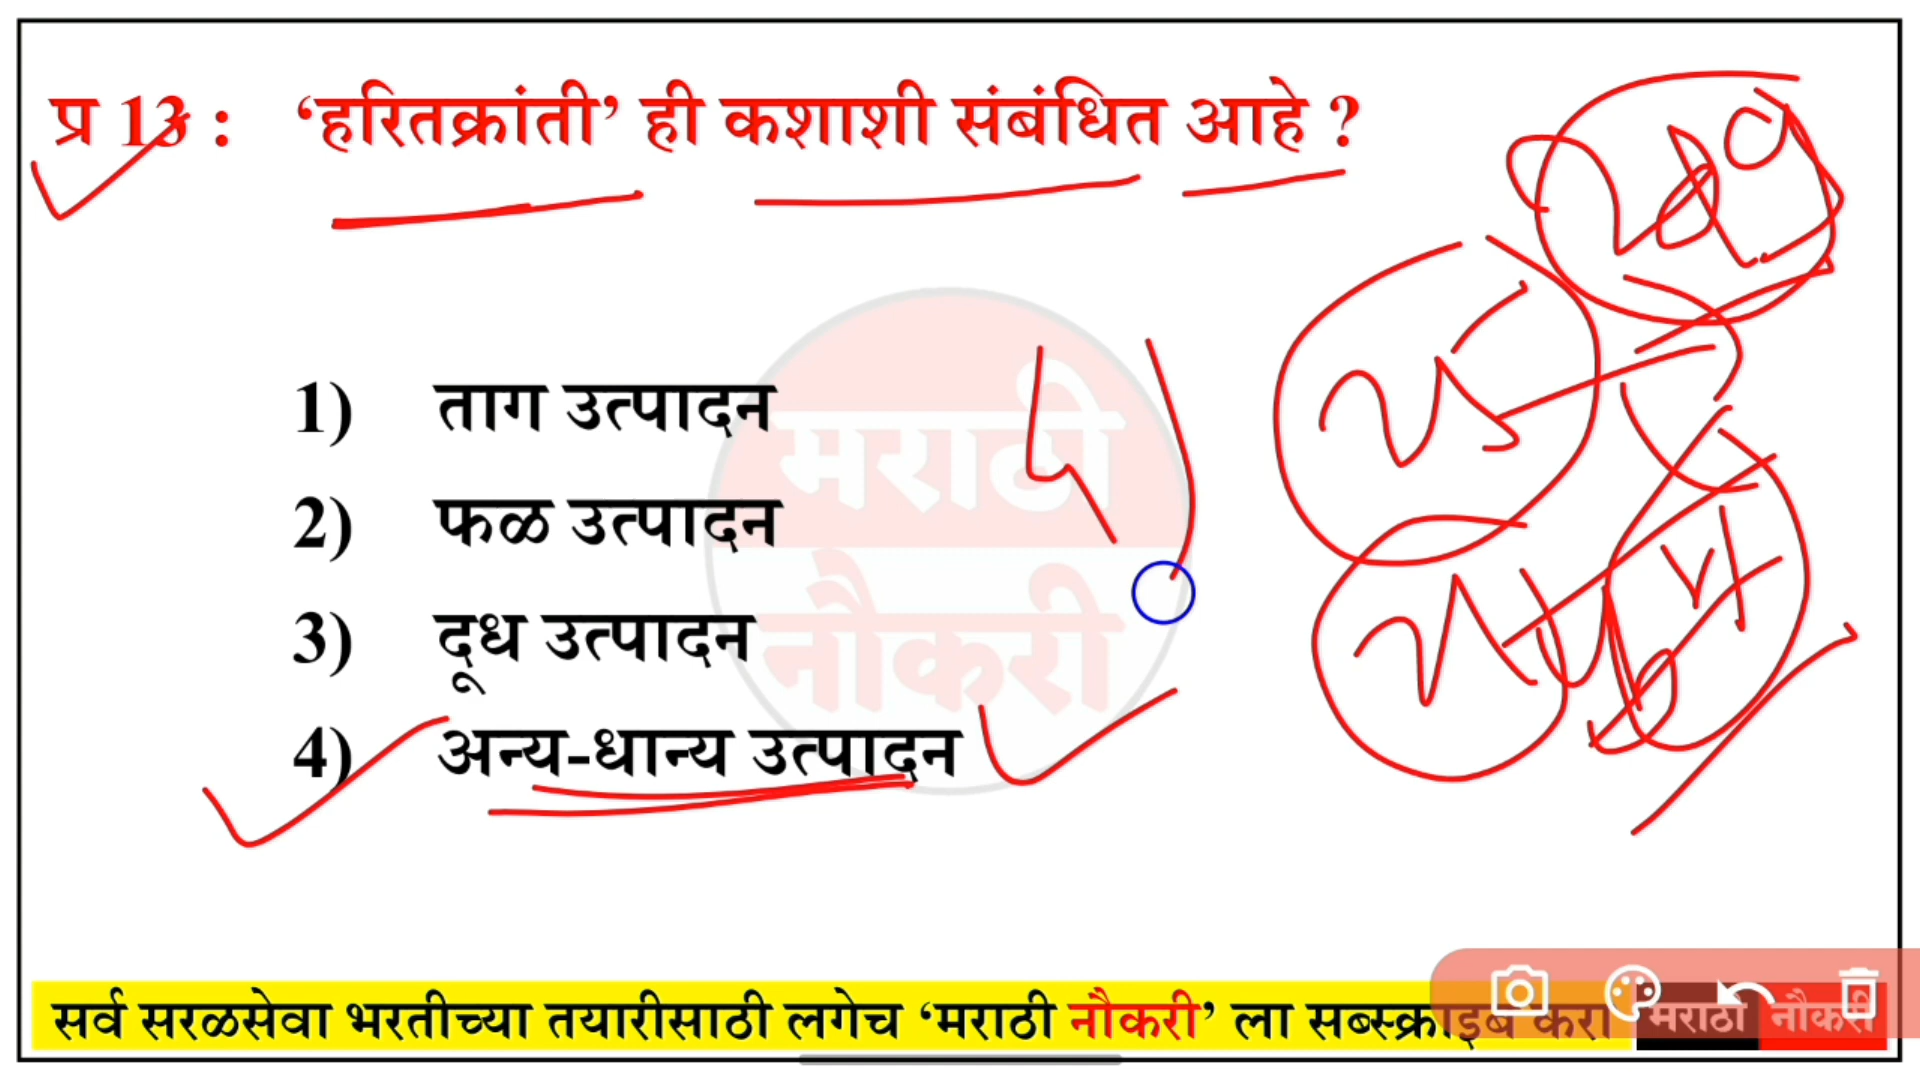 प्र 13 : ‘हरितक्रांती’ ही कशाशी संबंधित आहे ?
1) ताग उत्पादन
2) फळ उत्पादन
3) दूध उत्पादन
4) अन्य-धान्य उत्पादन
मराठी
नौकरी
सर्व सरळसेवा भरतीच्या तयारीसाठी लगेच ‘मराठी नौकरी’ ला सब्स्क्राइब करा मराठी नौकरी